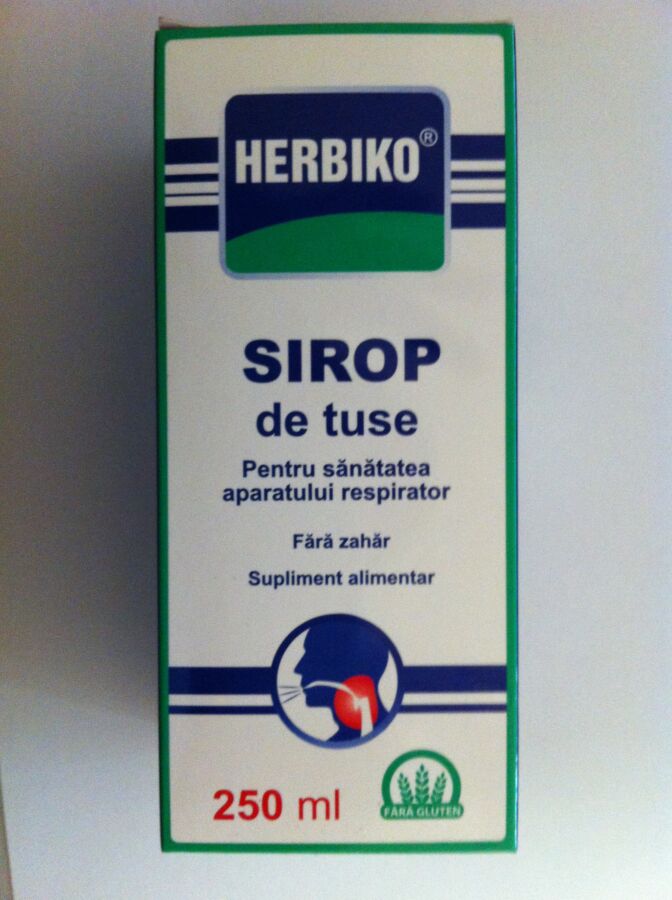 HERBIKO®
SIROP
de tuse
Pentru sănătatea
aparatului respirator
Fără zahăr
Supliment alimentar
250 ml
FĂRĂ GLUTEN